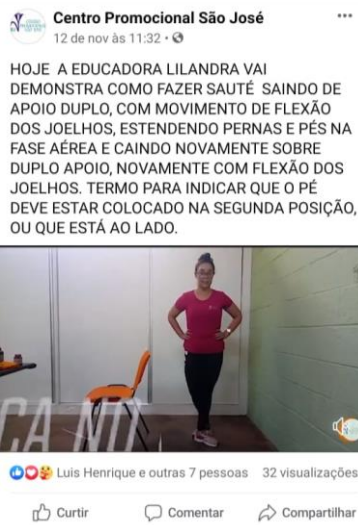 Centro Promocional São José
12 de nov às 11:32
HOJE A EDUCADORA LILANDRA VAI
DEMONSTRA COMO FAZER SAUTÉ SAINDO DE
APOIO DUPLO, COM MOVIMENTO DE FLEXÃO
DOS JOELHOS, ESTENDENDO PERNAS E PÉS NA
FASE AÉREA E CAINDO NOVAMENTE SOBRE
DUPLO APOIO, NOVAMENTE COM FLEXÃO DOS
JOELHOS. TERMO PARA INDICAR QUE O PÉ
DEVE ESTAR COLOCADO NA SEGUNDA POSIÇÃO,
OU QUE ESTÁ AO LADO.
CA NO
Luis Henrique e outras 7 pessoas 32 visualizações
Curtir Comentar Compartilhar